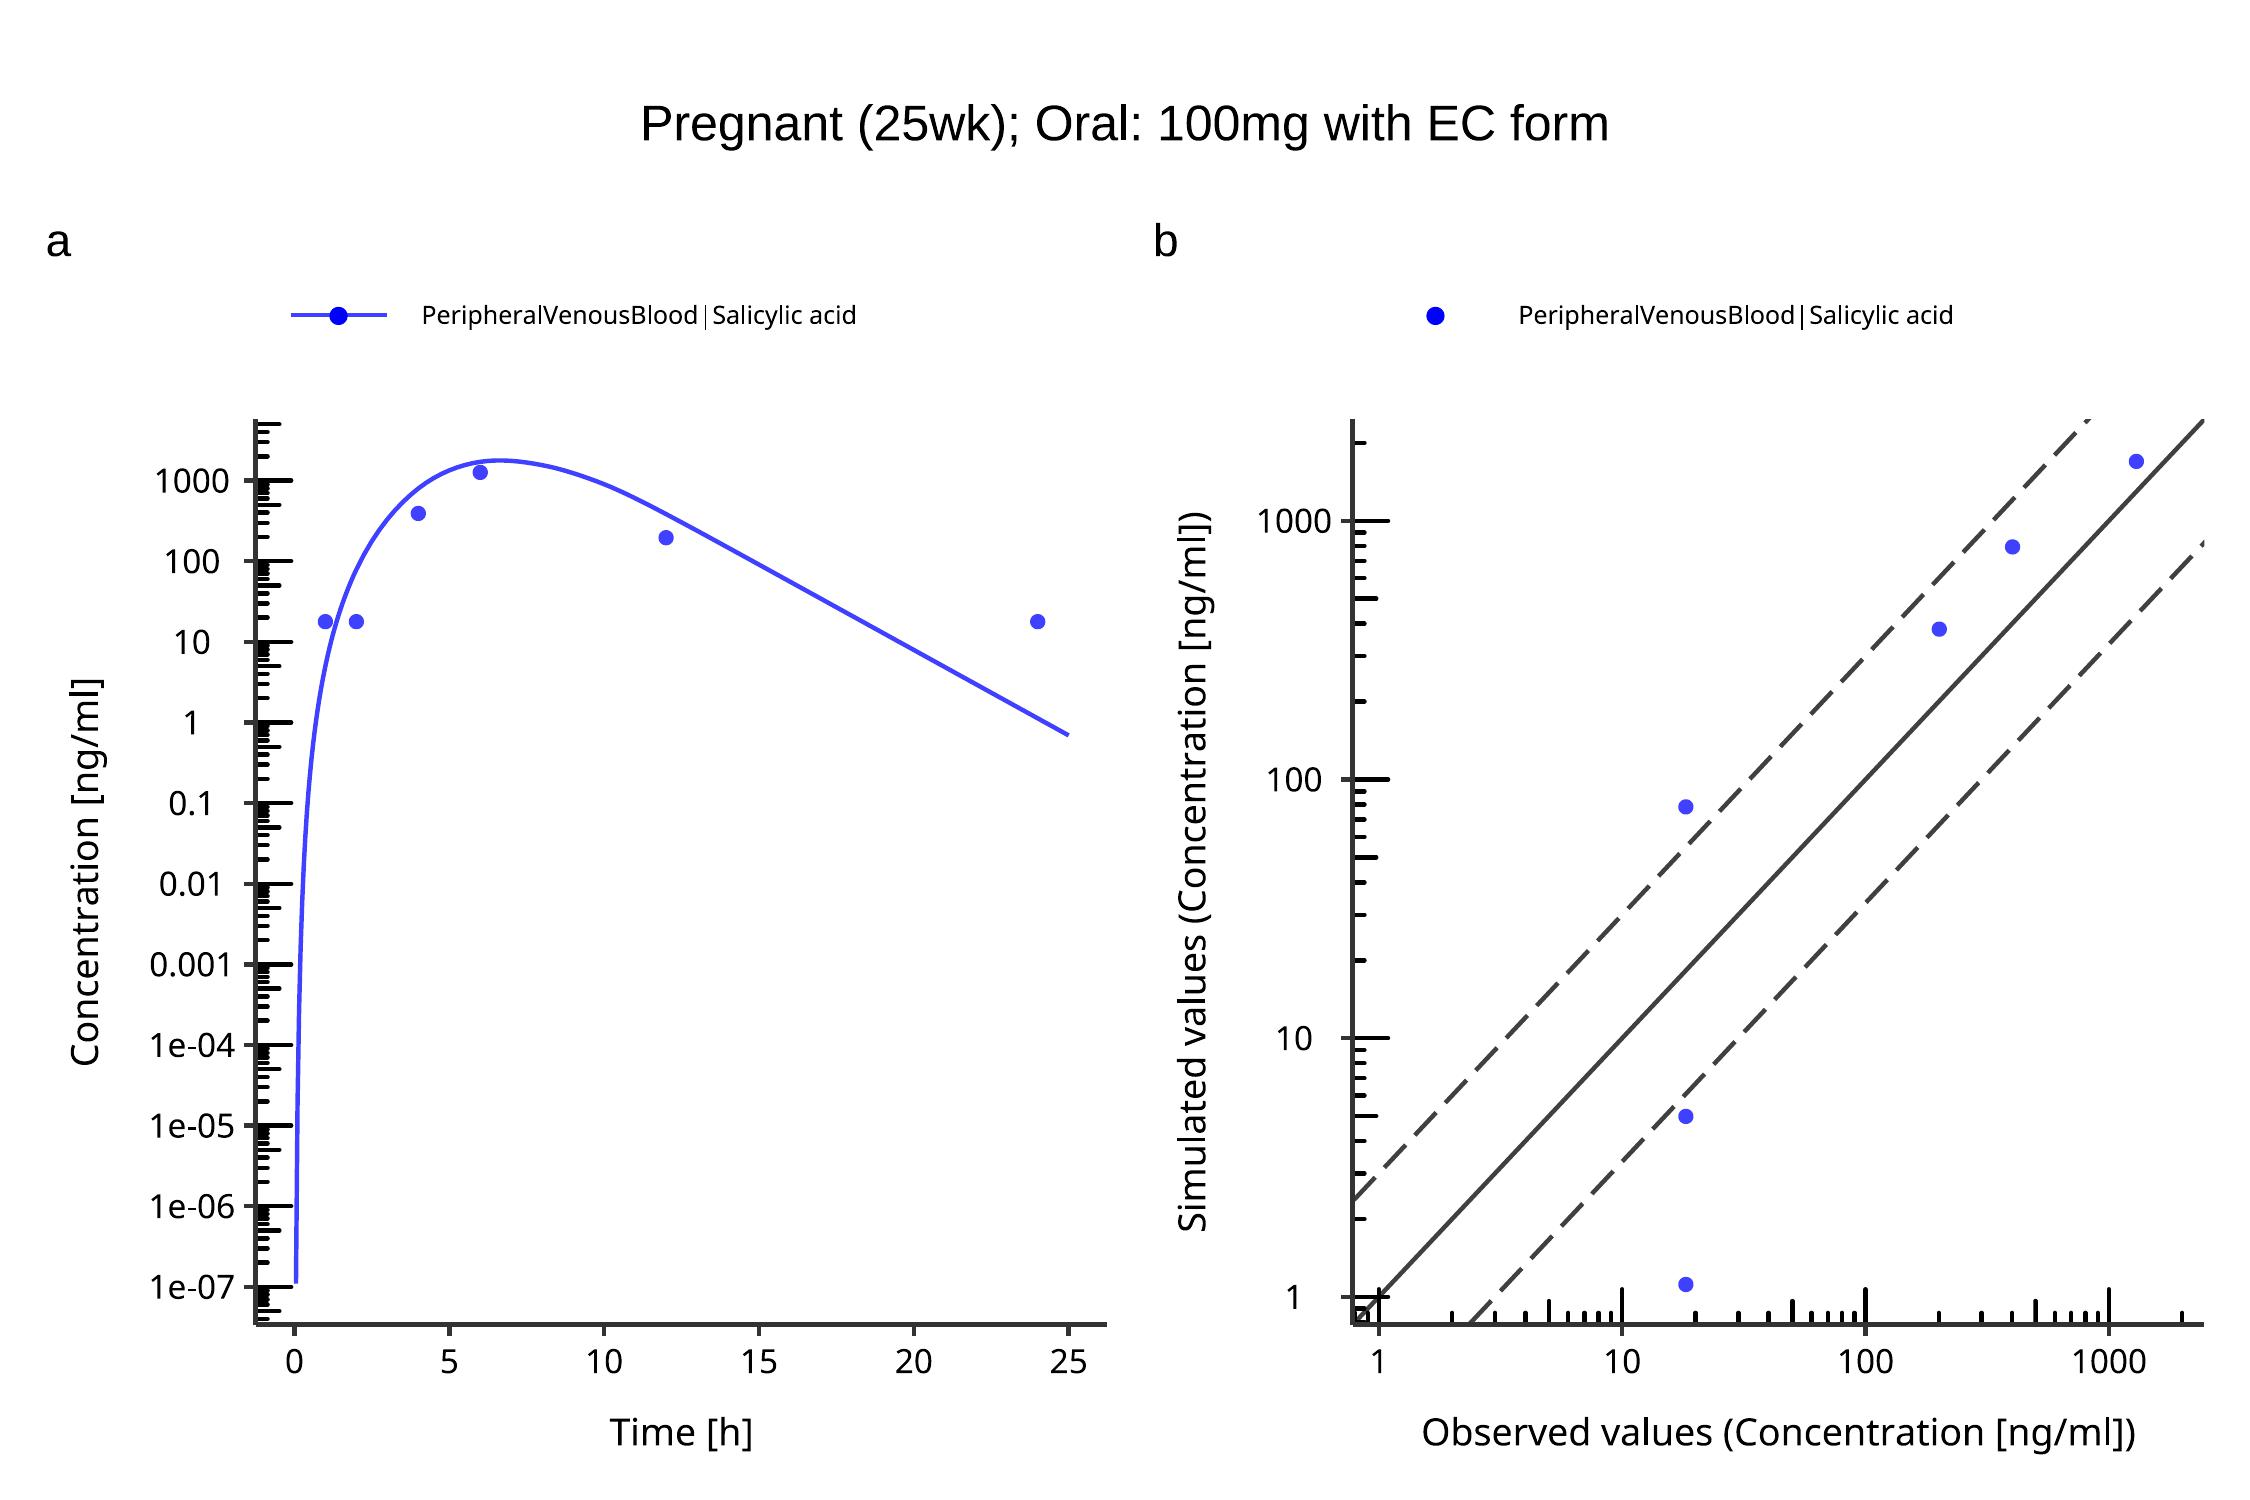 Pregnant (25wk); Oral: 100mg with EC form
a
PeripheralVenousBlood|Salicylic acid
Concentration [ng/ml]
1000
100
10
1
0.1
0.01
0.001
1e-04
1e-05
1e-06
1e-07
0 5 10 15 20 25
Time [h]
b
PeripheralVenousBlood|Salicylic acid
Simulated values (Concentration [ng/ml])
1000
100
10
1
1 10 100 1000
Observed values (Concentration [ng/ml])